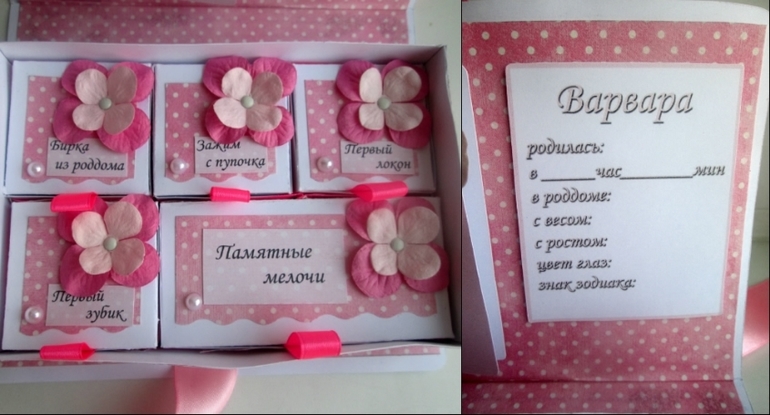 Бирка
из роддома
Зажим
с пупочка
Первый
локон
Первый
зубик
Памятные
мелочи
Варвара
родилась:
в ______час________мин
в роддоме:
с весом:
с ростом:
цвет глаз:
знак зодиака: